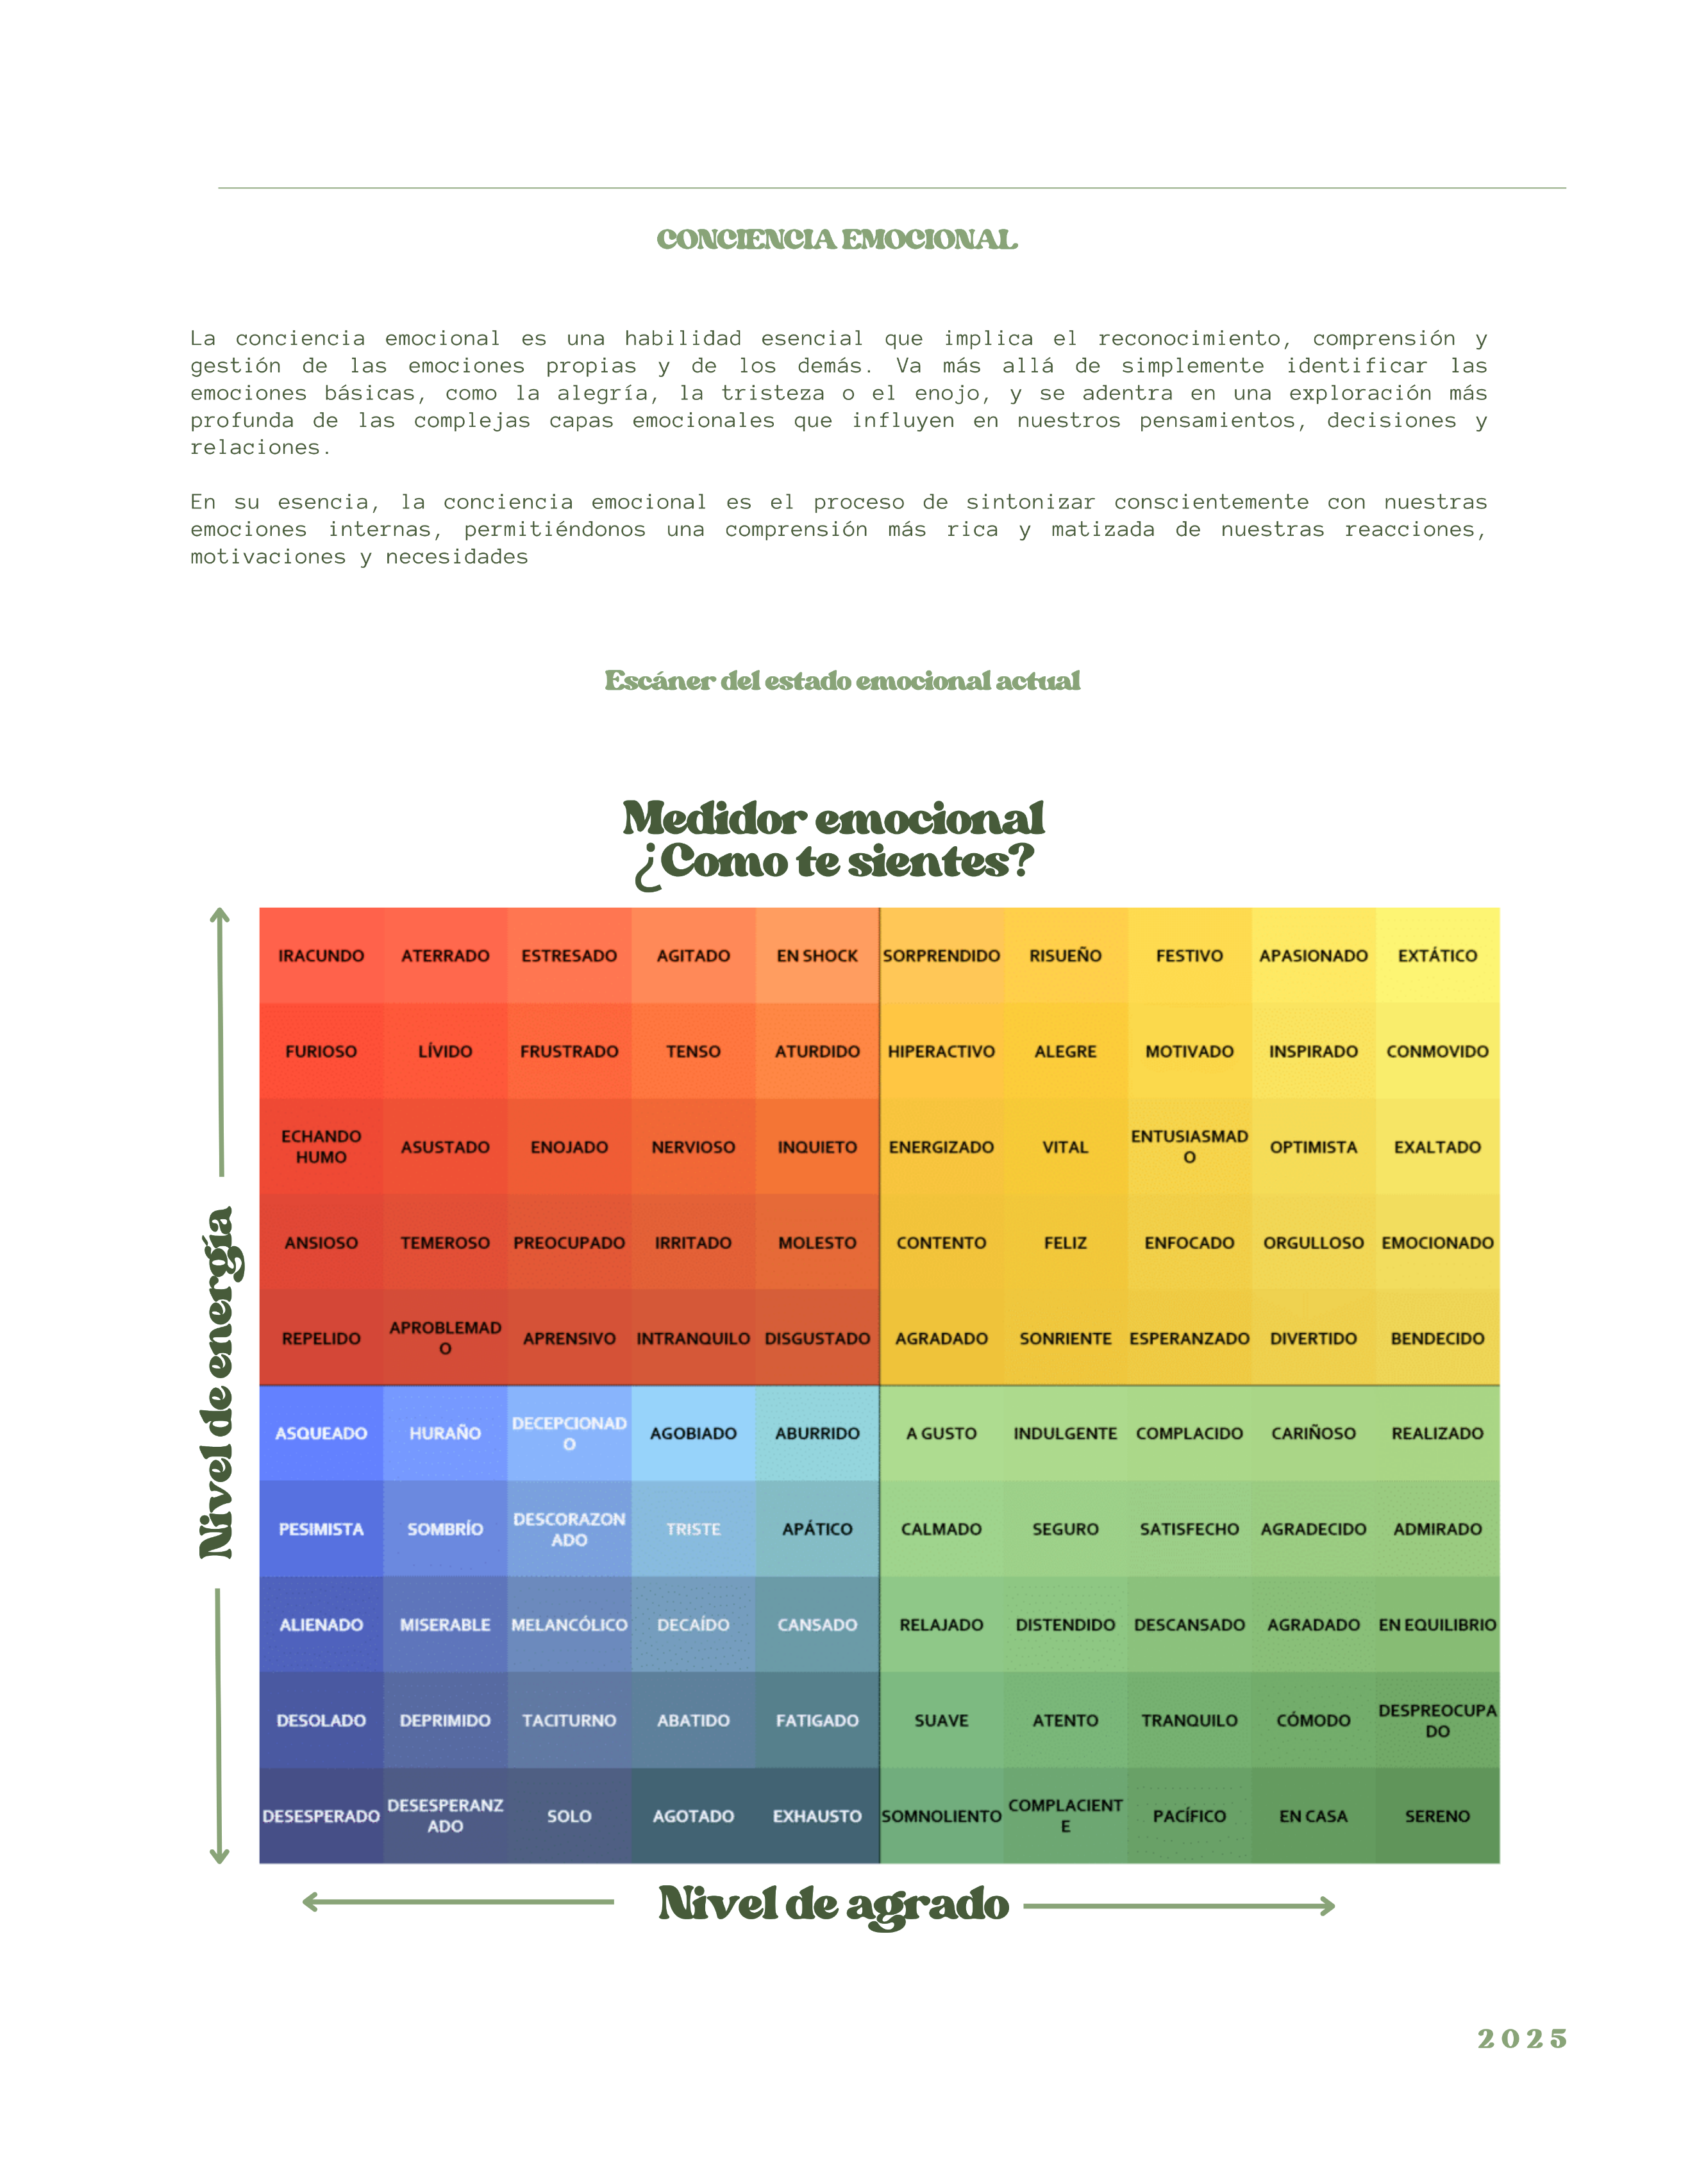 CONCIENCIA EMOCIONAL
La conciencia emocional es una habilidad esencial que implica el reconocimiento, comprensión y
gestión de las emociones propias y de los demás. Va más allá de simplemente identificar las
emociones básicas, como la alegría, la tristeza o el enojo, y se adentra en una exploración más
profunda de las complejas capas emocionales que influyen en nuestros pensamientos, decisiones y
relaciones.
En su esencia, la conciencia emocional es el proceso de sintonizar conscientemente con nuestras
emociones internas, permitiéndonos una comprensión más rica y matizada de nuestras reacciones,
motivaciones y necesidades
Escáner del estado emocional actual
Medidor emocional
¿Como te sientes?
Nivel de energía
IRACUNDO ATERRADO ESTRESADO AGITADO EN SHOCK SORPRENDIDO RISUEÑO FESTIVO APASIONADO EXTÁTICO
FURIOSO LÍVIDO FRUSTRADO TENSO ATURDIDO HIPERACTIVO ALEGRE MOTIVADO INSPIRADO CONMOVIDO
ECHANDO
HUMO
ASUSTADO ENOJADO NERVIOSO INQUIETO ENERGIZADO VITAL
ENTUSIASMAD
O
OPTIMISTA EXALTADO
ANSIOSO TEMEROSO PREOCUPADO IRRITADO MOLESTO CONTENTO FELIZ ENFOCADO ORGULLOSO EMOCIONADO
REPELIDO
APROBLEMAD
O
APRENSIVO INTRANQUILO DISGUSTADO AGRADADO SONRIENTE ESPERANZADO DIVERTIDO BENDECIDO
ASQUEADO HURAÑO
DECEPCIONAD
O
AGOBIADO ABURRIDO A GUSTO INDULGENTE COMPLACIDO CARIÑOSO REALIZADO
PESIMISTA SOMBRÍO
DESCORAZON
ADO
TRISTE APÁTICO CALMADO SEGURO SATISFECHO AGRADECIDO ADMIRADO
ALIENADO MISERABLE MELANCÓLICO DECAÍDO CANSADO RELAJADO DISTENDIDO DESCANSADO AGRADADO EN EQUILIBRIO
DESOLADO DEPRIMIDO TACITURNO ABATIDO FATIGADO SUAVE ATENTO TRANQUILO CÓMODO
DESPREOCUPA
DO
DESESPERADO
DESESPERANZ
ADO
SOLO AGOTADO EXHAUSTO SOMNOLIENTO
COMPLACIENT
E
PACÍFICO EN CASA SERENO
Nivel de agrado
2025